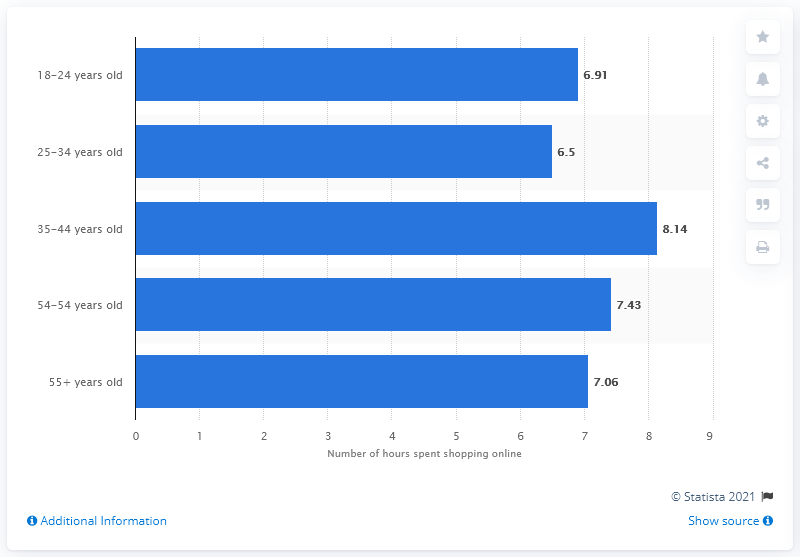 18-24 years old
6.91
25-34 years old
6.5
35-44 years old
8.14
54-54 years old
7.43
55+ years old
7.06
0 1 2 3 4 5 6 7 8 9
Number of hours spent shopping online
© Statista 2021
Additional Information
Show source